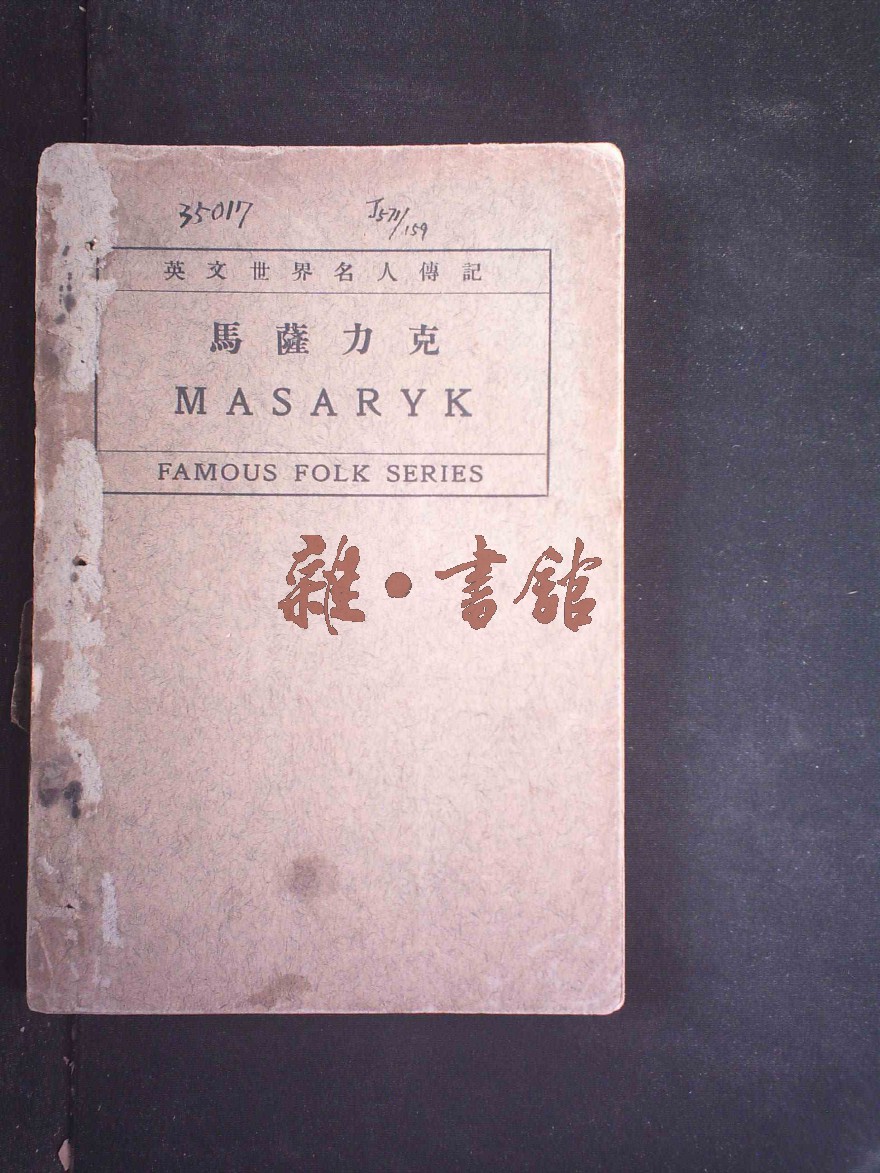 35017 J571/159
英文世界名人傳記
馬薩力克
MASARYK
FAMOUS FOLK SERIES
雜·書館